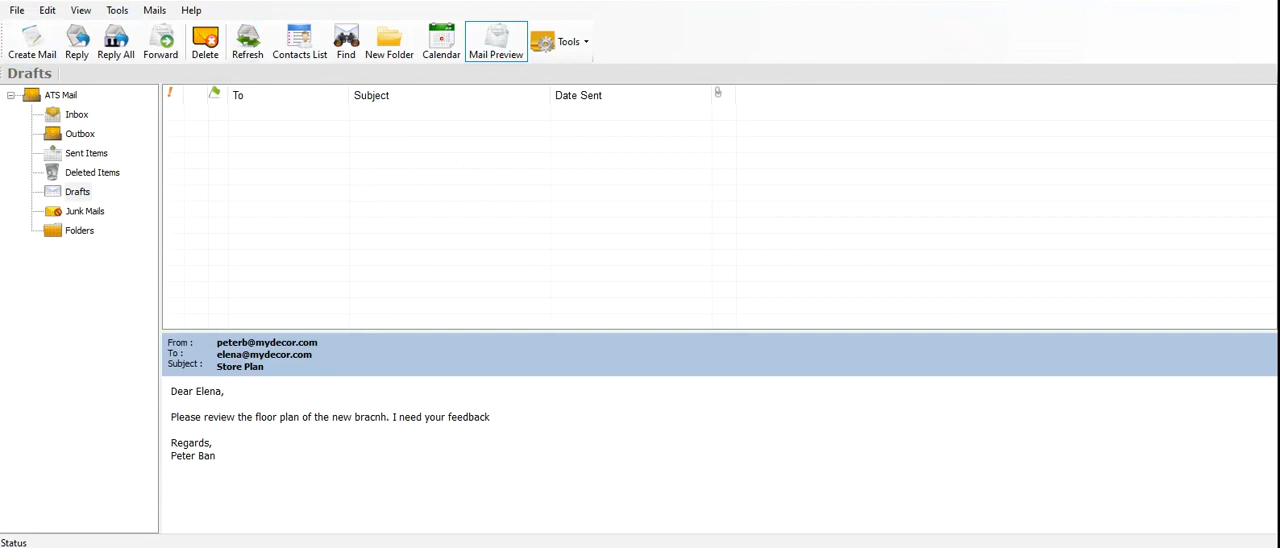 File Edit View Tools Mails Help
Create Mail Reply Reply All Forward Delete Refresh Contacts List Find New Folder Calendar Mail Preview Tools
Drafts
ATS Mail
Inbox
Outbox
Sent Items
Deleted Items
Drafts
Junk Mails
Folders
! To Subject Date Sent
From : peterb@mydecor.com
To : elena@mydecor.com
Subject : Store Plan
Dear Elena,
Please review the floor plan of the new bracnh. I need your feedback
Regards,
Peter Ban
Status